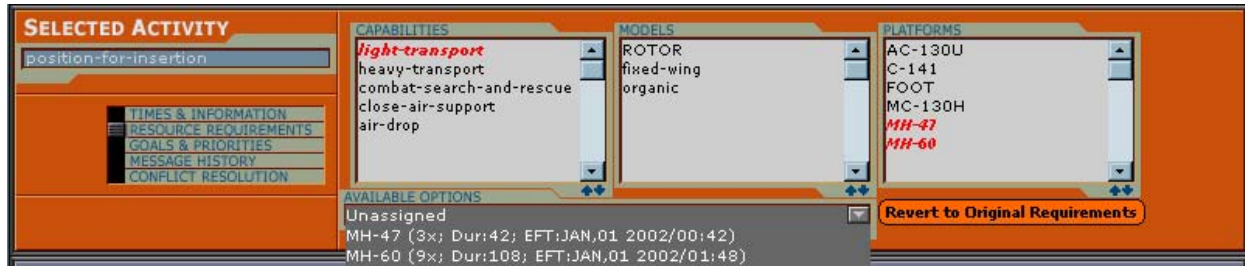 SELECTED ACTIVITY
position-for-insertion
TIMES & INFORMATION
RESOURCE REQUIREMENTS
GOALS & PRIORITIES
MESSAGE HISTORY
CONFLICT RESOLUTION
CAPABILITIES
light-transport
heavy-transport
combat-search-and-rescue
close-air-support
air-drop
MODELS
ROTOR
fixed-wing
organic
PLATFORMS
AC-130U
C-141
FOOT
MC-130H
MH-47
MH-60
AVAILABLE OPTIONS
Unassigned
MH-47 (3x; Dur:42; EFT:JAN,01 2002/00:42)
MH-60 (9x; Dur:108; EFT:JAN,01 2002/01:48)
Revert to Original Requirements